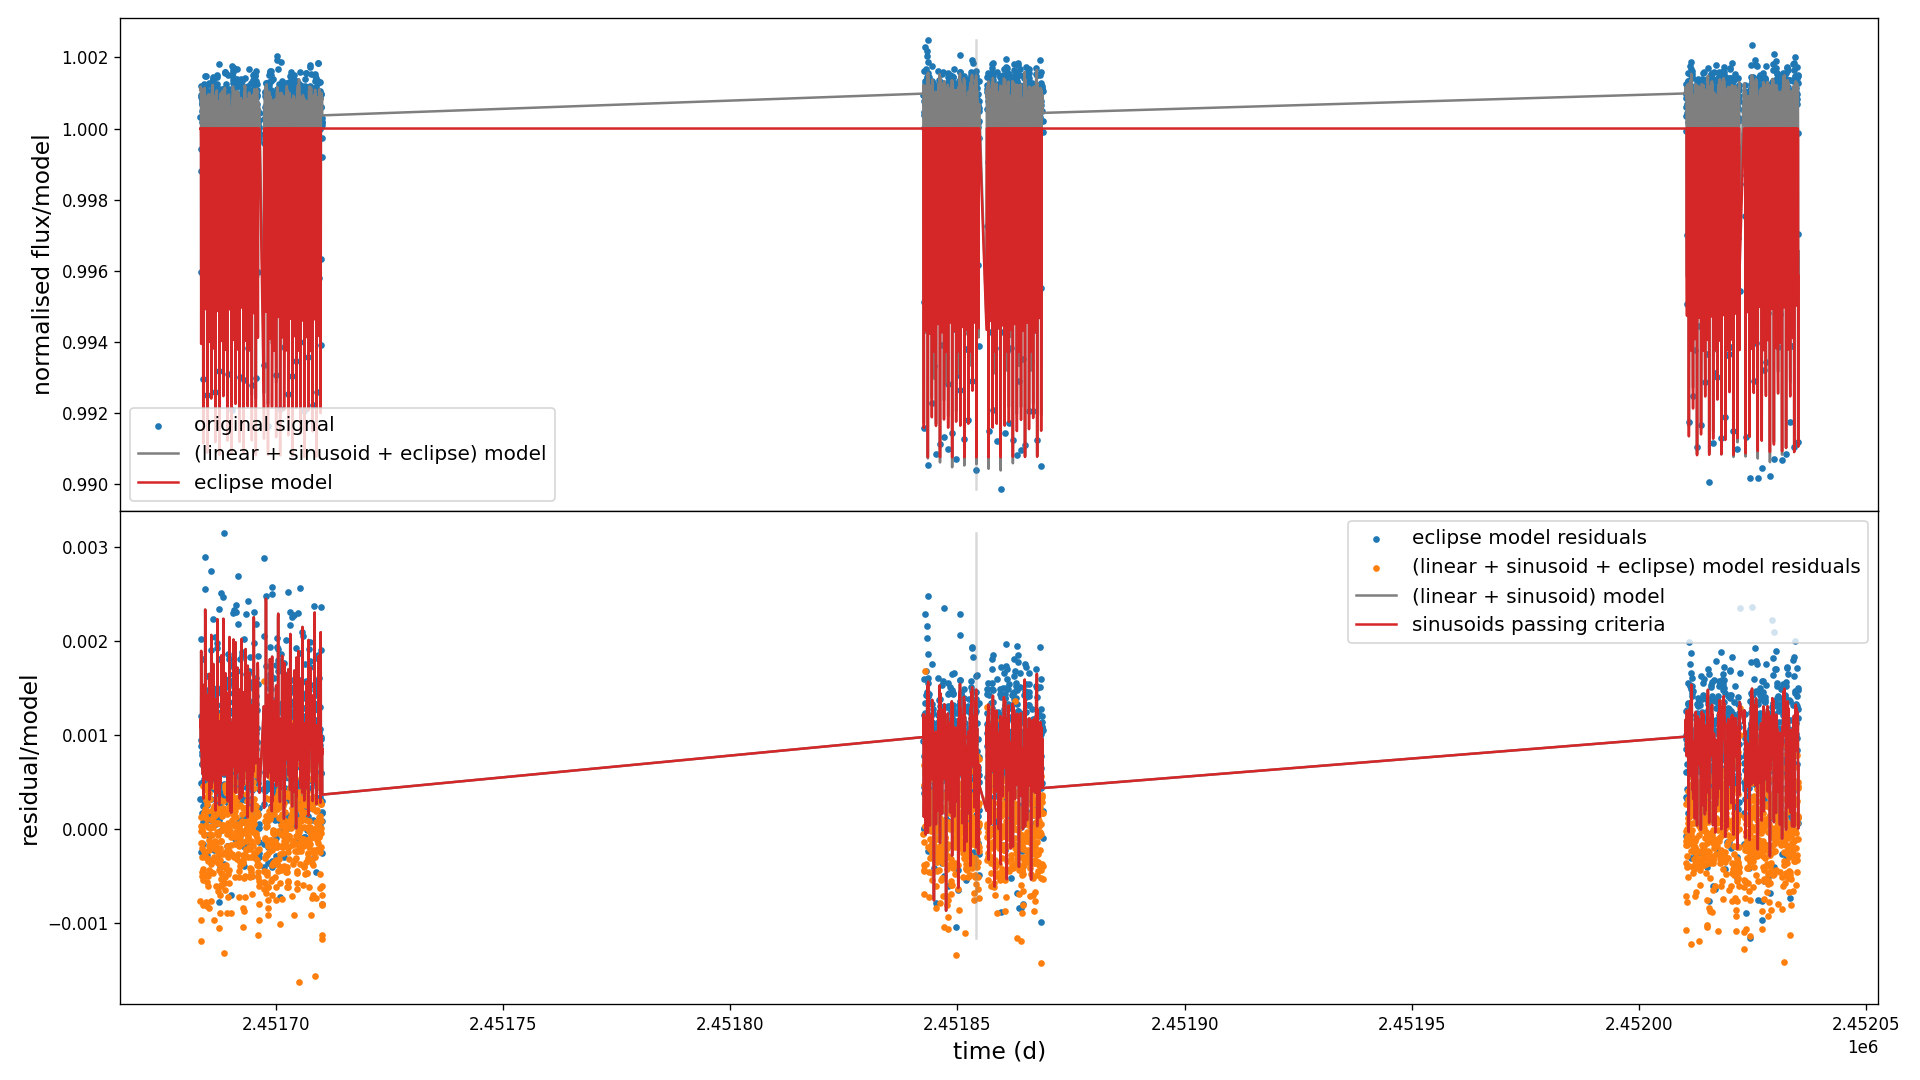 normalised flux/model
1.002
1.000
0.998
0.996
0.994
0.992
0.990
original signal
(linear + sinusoid + eclipse) model
eclipse model
residual/model
0.003
0.002
0.001
0.000
−0.001
eclipse model residuals
(linear + sinusoid + eclipse) model residuals
(linear + sinusoid) model
sinusoids passing criteria
2.45170 2.45175 2.45180 2.45185 2.45190 2.45195 2.45200 2.45205
1e6
time (d)